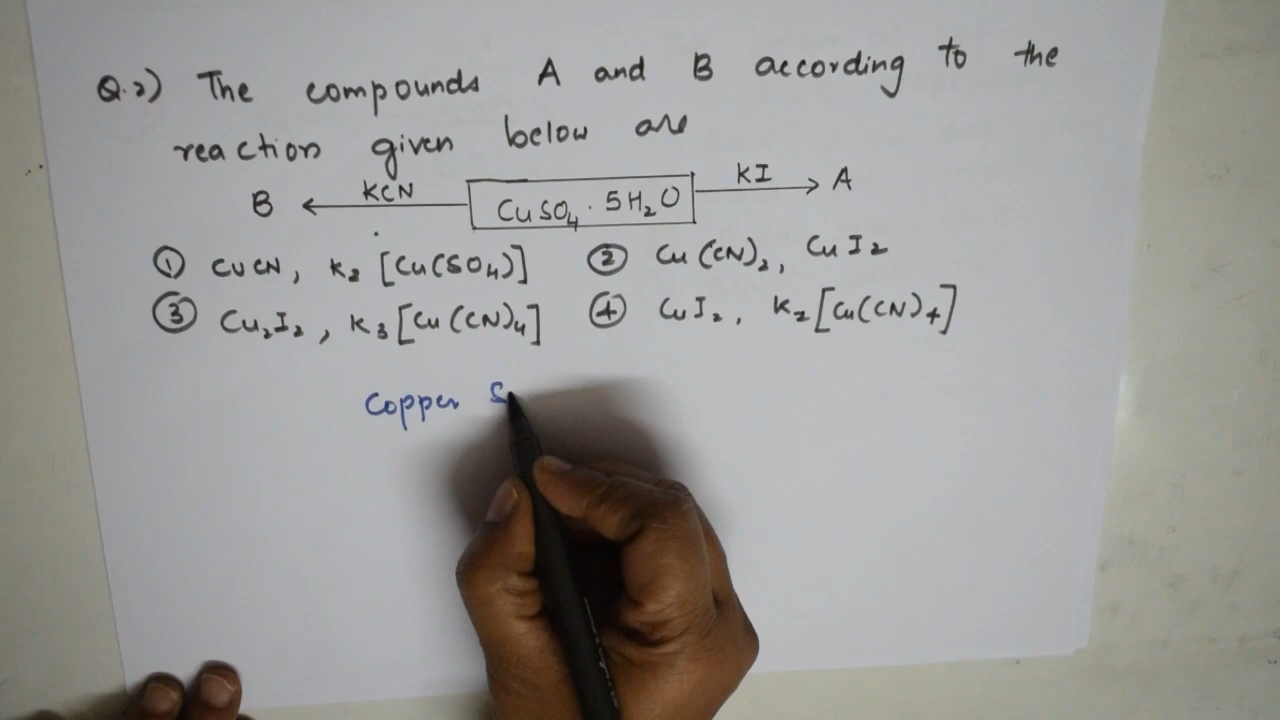 Q.2) The compounds A and B according to the
reaction given below are
B ← KCN CuSO₄ . 5H₂O KI → A
① CuCN, K₂ [Cu(SO₄)] ② Cu(CN)₂, CuI₂
③ Cu₂I₂, K₃[Cu(CN)₄] ④ CuI₂, K₂[Cu(CN)₄]
Copper S